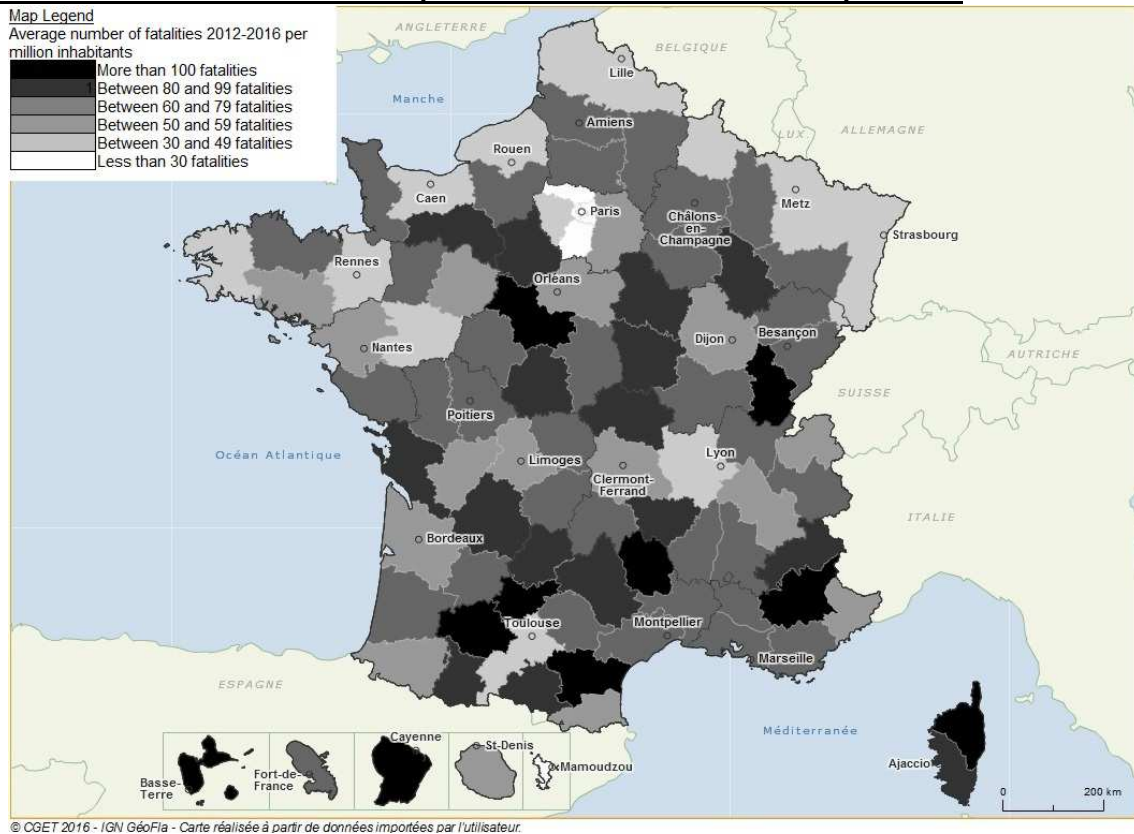 Map Legend
Average number of fatalities 2012-2016 per
million inhabitants
More than 100 fatalities
1 Between 80 and 99 fatalities
Between 60 and 79 fatalities
Between 50 and 59 fatalities
Between 30 and 49 fatalities
Less than 30 fatalities
ANGLETERRE
BELGIQUE
Lille
Manche
Amiens
LUX.
ALLEMAGNE
Rouen
Caen
Metz
Paris
Châlons-
en-
Champagne
Strasbourg
Rennes
Orléans
Nantes
Dijon
Besançon
AUTRICHE
SUISSE
Poitiers
Océan Atlantique
Limoges
Clermont-
Ferrand
Lyon
ITALIE
Bordeaux
Toulouse
Montpellier
Marseille
ESPAGNE
Méditerranée
Cayenne
St-Denis
Mamoudzou
Basse-
Terre
Fort-de-
France
Ajaccio
0 200 km
© CGET 2016 - IGN GéoFla - Carte réalisée à partir de données importées par l'utilisateur.